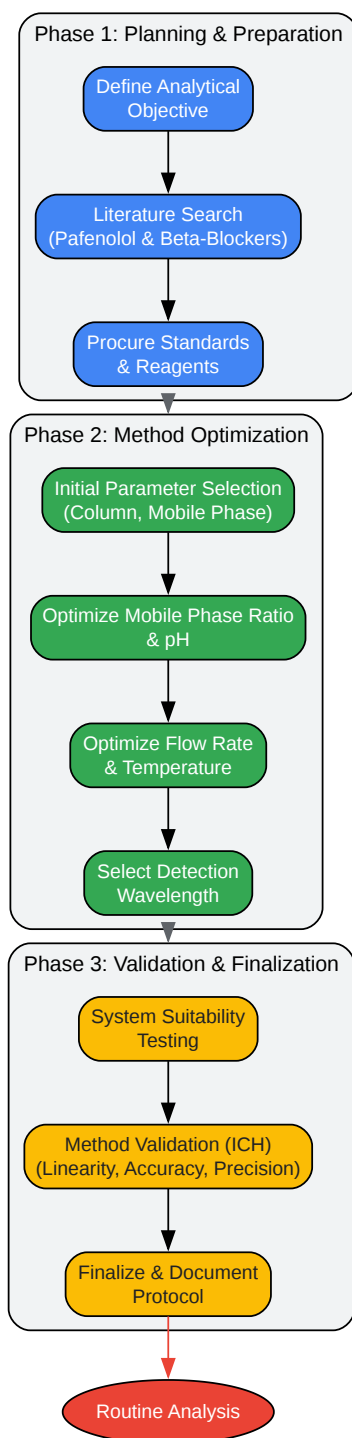 Phase 1: Planning & Preparation
Define Analytical
Objective
Literature Search
(Pafenolol & Beta-Blockers)
Procure Standards
& Reagents
Phase 2: Method Optimization
Initial Parameter Selection
(Column, Mobile Phase)
Optimize Mobile Phase Ratio
& pH
Optimize Flow Rate
& Temperature
Select Detection
Wavelength
Phase 3: Validation & Finalization
System Suitability
Testing
Method Validation (ICH)
(Linearity, Accuracy, Precision)
Finalize & Document
Protocol
Routine Analysis